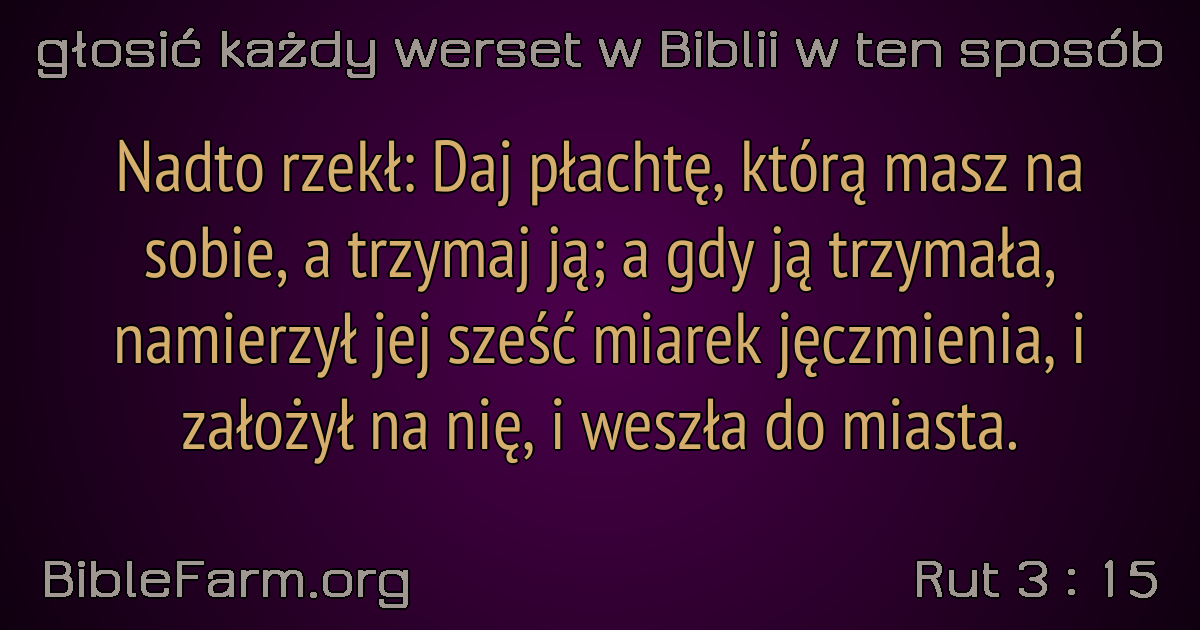 głosić każdy werset w Biblii w ten sposób
Nadto rzekł: Daj płachtę, którą masz na
sobie, a trzymaj ją; a gdy ją trzymała,
namierzył jej sześć miarek jęczmienia, i
założył na nię, i weszła do miasta.
BibleFarm.org
Rut 3 : 15